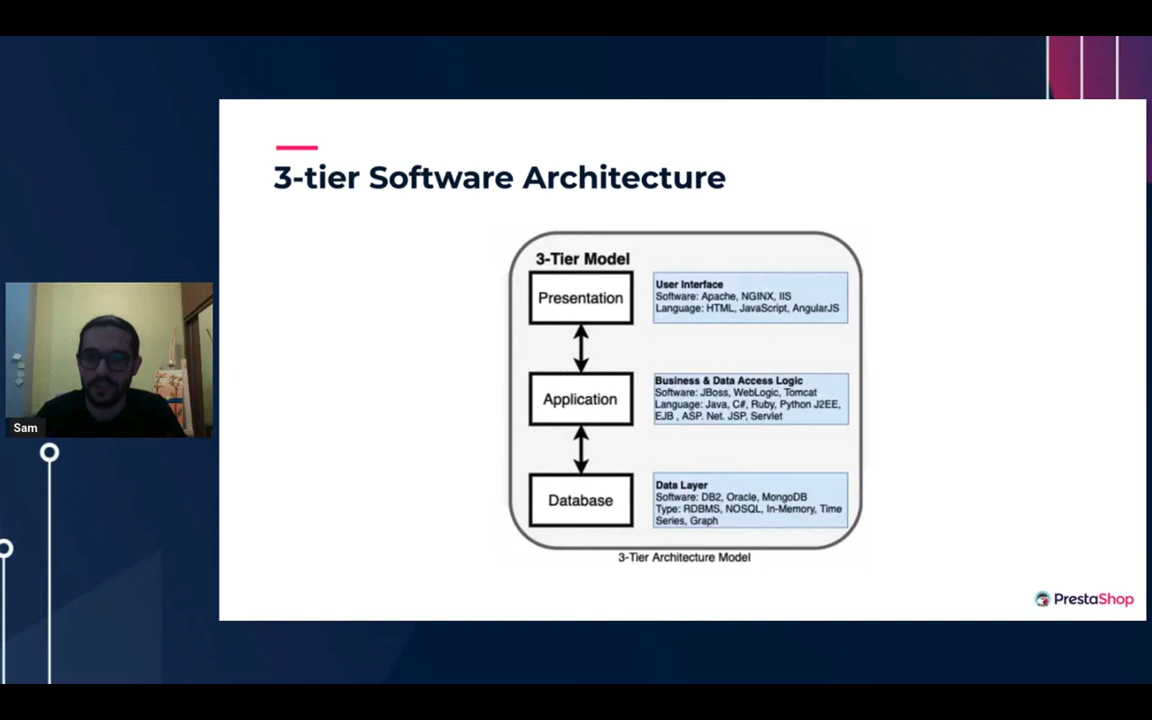 3-tier Software Architecture
3-Tier Model
Presentation
User Interface
Software: Apache, NGINX, IIS
Language: HTML, JavaScript, AngularJS
Application
Business & Data Access Logic
Software: JBoss, WebLogic, Tomcat
Language: Java, C#, Ruby, Python J2EE,
EJB , ASP. Net. JSP, Servlet
Database
Data Layer
Software: DB2, Oracle, MongoDB
Type: RDBMS, NOSQL, In-Memory, Time
Series, Graph
3-Tier Architecture Model
Sam
PrestaShop